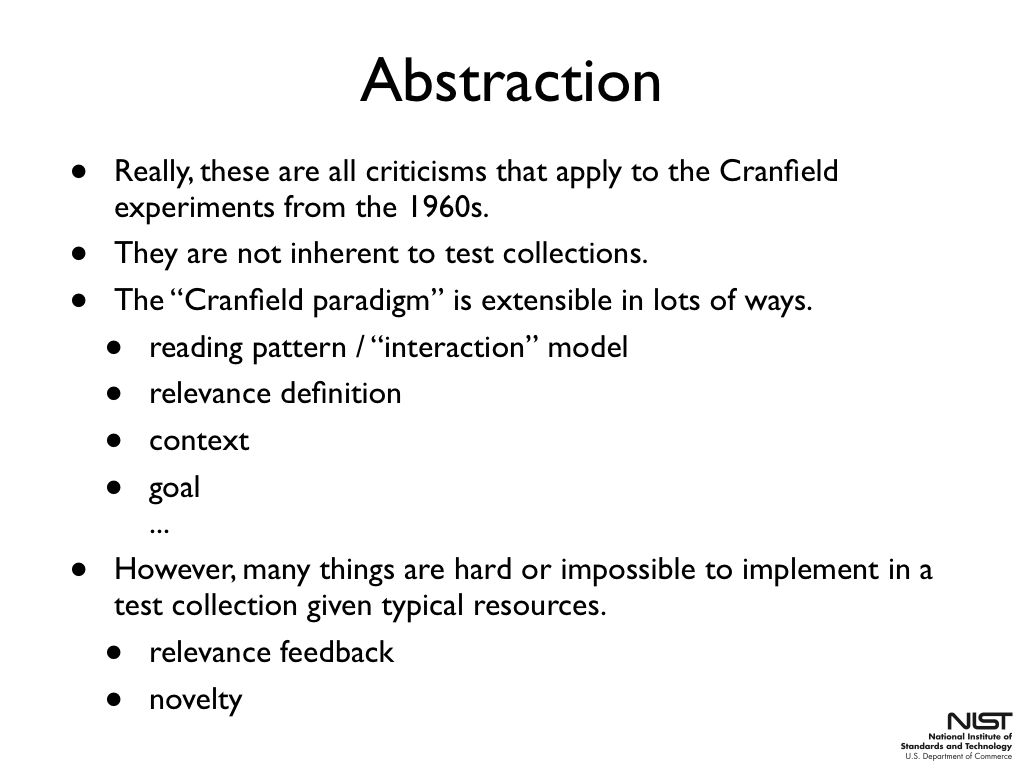 Abstraction
• Really, these are all criticisms that apply to the Cranfield
experiments from the 1960s.
• They are not inherent to test collections.
• The “Cranfield paradigm” is extensible in lots of ways.
• reading pattern / “interaction” model
• relevance definition
• context
• goal
...
• However, many things are hard or impossible to implement in a
test collection given typical resources.
• relevance feedback
• novelty
NIST
National Institute of
Standards and Technology
U.S. Department of Commerce